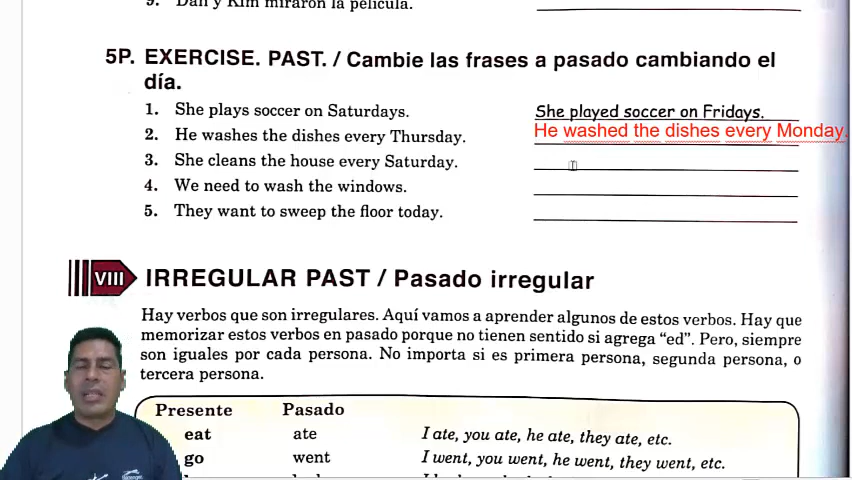 9. Dan y Kim miraron la película.
5P. EXERCISE. PAST. / Cambie las frases a pasado cambiando el
día.
1. She plays soccer on Saturdays. She played soccer on Fridays.
2. He washes the dishes every Thursday. He washed the dishes every Monday.
3. She cleans the house every Saturday.
4. We need to wash the windows.
5. They want to sweep the floor today.
VIII IRREGULAR PAST / Pasado irregular
Hay verbos que son irregulares. Aquí vamos a aprender algunos de estos verbos. Hay que
memorizar estos verbos en pasado porque no tienen sentido si agrega “ed”. Pero, siempre
son iguales por cada persona. No importa si es primera persona, segunda persona, o
tercera persona.
Presente Pasado
eat ate I ate, you ate, he ate, they ate, etc.
go went I went, you went, he went, they went, etc.